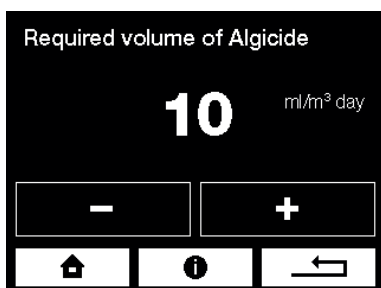 Required volume of Algicide
10 ml/m³ day
- +